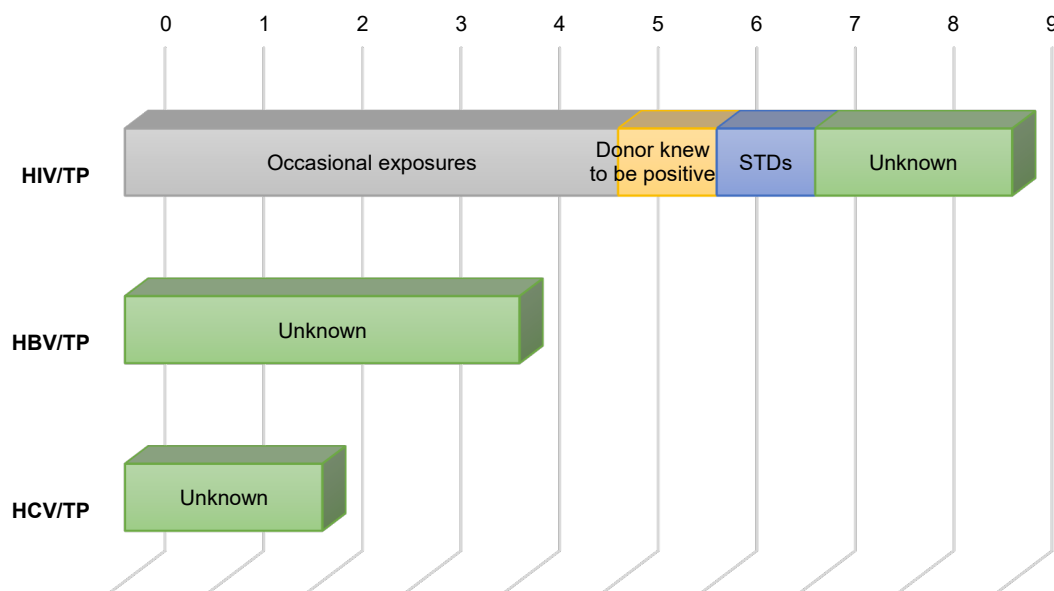 0 1 2 3 4 5 6 7 8 9
HIV/TP
Occasional exposures
Donor knew
to be positive
STDs
Unknown
HBV/TP
Unknown
HCV/TP
Unknown